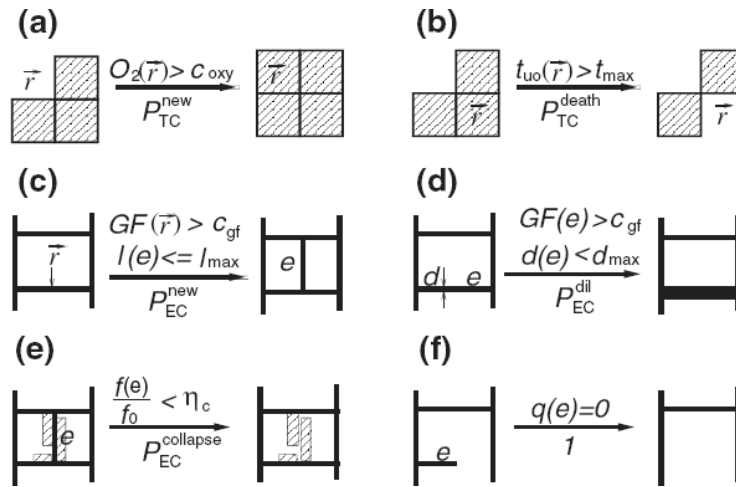 (a)
r⃗
O₂(r⃗) > c oxy
P TC new
r⃗
(b)
r⃗
t uo(r⃗) > t max
P TC death
r⃗
(c)
r⃗
GF(r⃗) > c gf
l(e) <= l max
P EC new
e
(d)
d e
GF(e) > c gf
d(e) < d max
P EC dil
(e)
e
f(e)
f₀
< η c
P EC collapse
(f)
e
q(e)=0
1